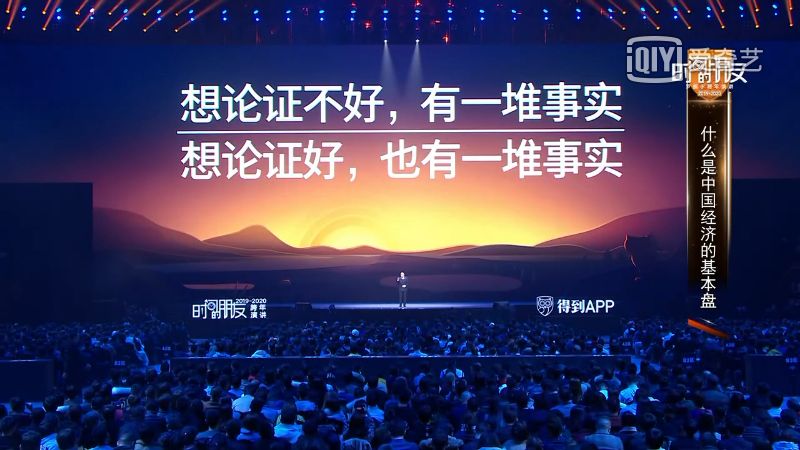 想论证不好，有一堆事实
想论证好，也有一堆事实
iQIYI 爱奇艺
时间的朋友
2019-2020
什么是中国经济的基本盘
时间的朋友
2019-2020
跨年
演讲
得到APP